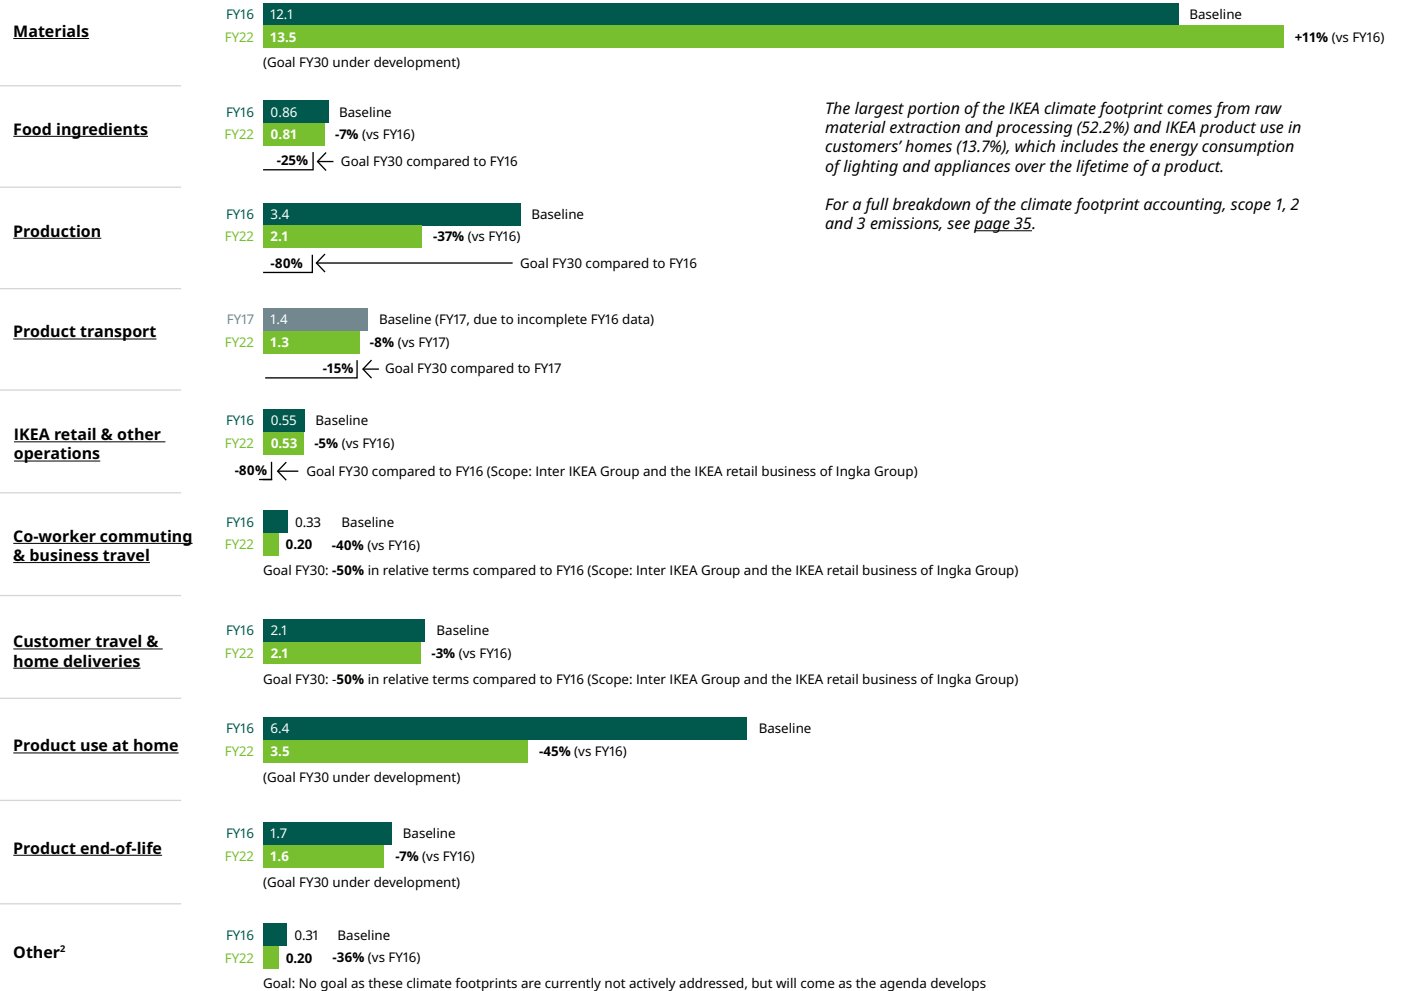 Materials
FY16 12.1 Baseline
FY22 13.5 +11% (vs FY16)
(Goal FY30 under development)
Food ingredients
FY16 0.86 Baseline
FY22 0.81 -7% (vs FY16)
-25% Goal FY30 compared to FY16
The largest portion of the IKEA climate footprint comes from raw
material extraction and processing (52.2%) and IKEA product use in
customers’ homes (13.7%), which includes the energy consumption
of lighting and appliances over the lifetime of a product.
For a full breakdown of the climate footprint accounting, scope 1, 2
and 3 emissions, see page 35.
Production
FY16 3.4 Baseline
FY22 2.1 -37% (vs FY16)
-80% Goal FY30 compared to FY16
Product transport
FY17 1.4 Baseline (FY17, due to incomplete FY16 data)
FY22 1.3 -8% (vs FY17)
-15% Goal FY30 compared to FY17
IKEA retail & other
operations
FY16 0.55 Baseline
FY22 0.53 -5% (vs FY16)
-80% Goal FY30 compared to FY16 (Scope: Inter IKEA Group and the IKEA retail business of Ingka Group)
Co-worker commuting
& business travel
FY16 0.33 Baseline
FY22 0.20 -40% (vs FY16)
Goal FY30: -50% in relative terms compared to FY16 (Scope: Inter IKEA Group and the IKEA retail business of Ingka Group)
Customer travel &
home deliveries
FY16 2.1 Baseline
FY22 2.1 -3% (vs FY16)
Goal FY30: -50% in relative terms compared to FY16 (Scope: Inter IKEA Group and the IKEA retail business of Ingka Group)
Product use at home
FY16 6.4 Baseline
FY22 3.5 -45% (vs FY16)
(Goal FY30 under development)
Product end-of-life
FY16 1.7 Baseline
FY22 1.6 -7% (vs FY16)
(Goal FY30 under development)
Other²
FY16 0.31 Baseline
FY22 0.20 -36% (vs FY16)
Goal: No goal as these climate footprints are currently not actively addressed, but will come as the agenda develops